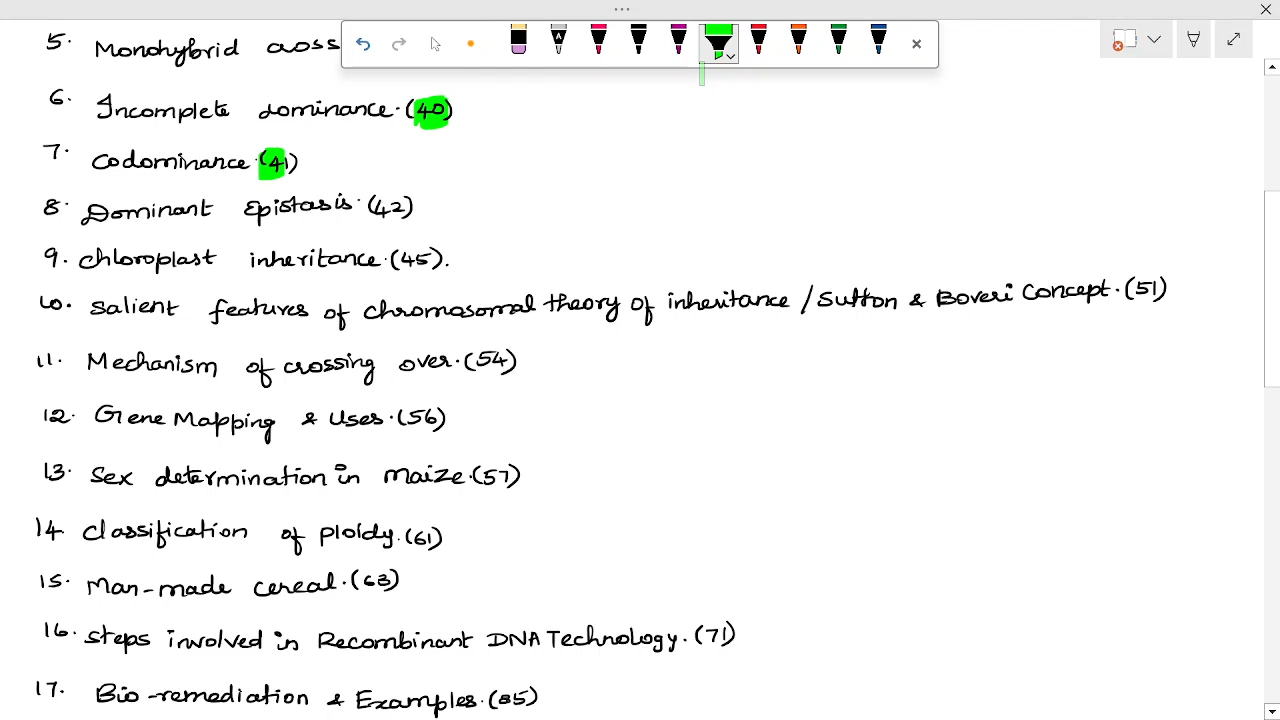 5. Monohybrid cross
6. Incomplete dominance. (40)
7. Codominance. (41)
8. Dominant Epistasis. (42)
9. Chloroplast inheritance. (45).
10. Salient features of chromosomal theory of inheritance / Sutton & Boveri Concept. (51)
11. Mechanism of crossing over. (54)
12. Gene Mapping & Uses. (56)
13. Sex determination in Maize. (57)
14. Classification of ploidy. (61)
15. Man-made cereal. (63)
16. Steps involved in Recombinant DNA Technology. (71)
17. Bio-remediation & Examples. (85)